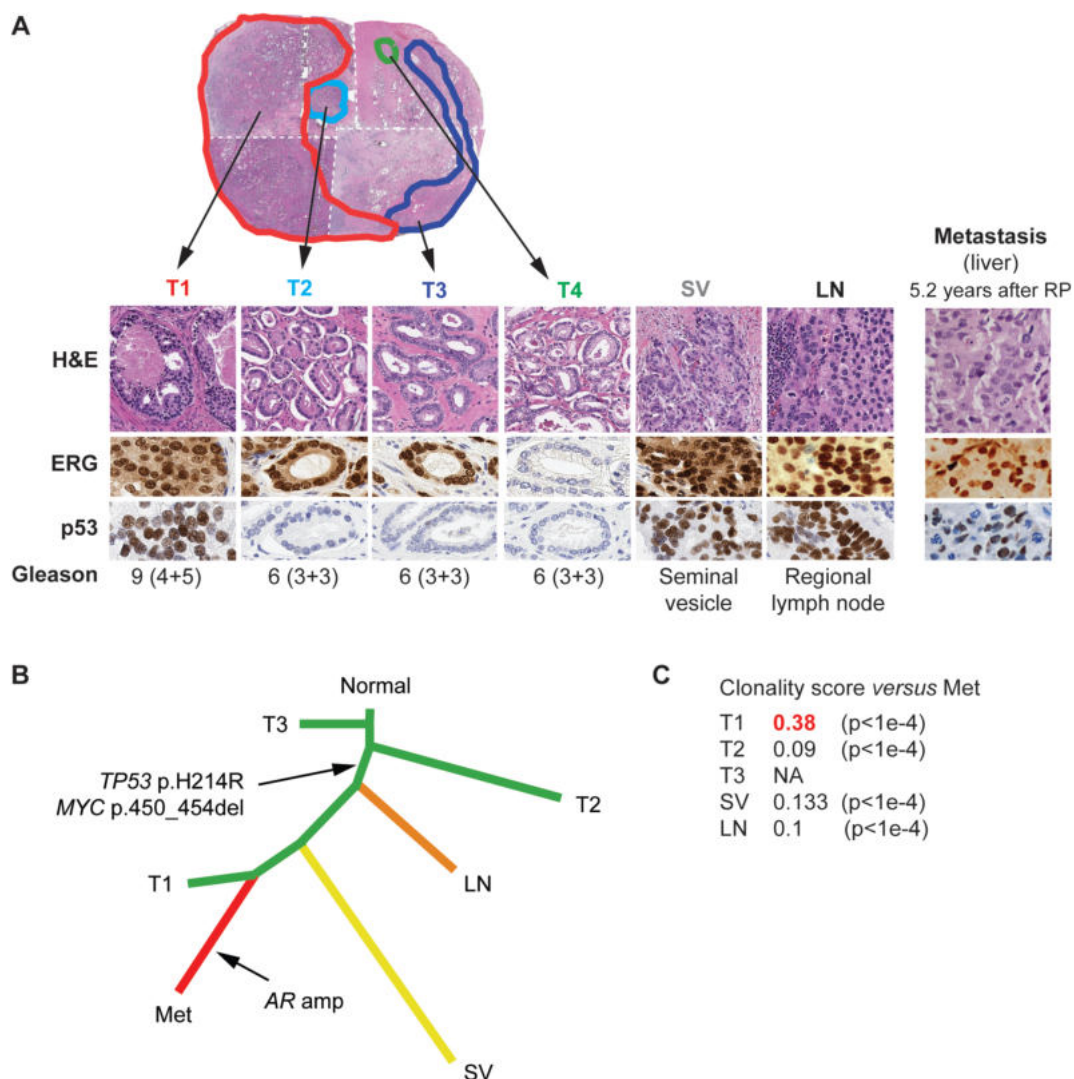 A
T1 T2 T3 T4 SV LN
Metastasis
(liver)
5.2 years after RP
H&E
ERG
p53
Gleason 9 (4+5) 6 (3+3) 6 (3+3) 6 (3+3) Seminal Regional
vesicle lymph node
B
Normal
T3
TP53 p.H214R
MYC p.450_454del
T2
LN
T1
AR amp
Met
SV
C
Clonality score versus Met
T1 0.38 (p<1e-4)
T2 0.09 (p<1e-4)
T3 NA
SV 0.133 (p<1e-4)
LN 0.1 (p<1e-4)